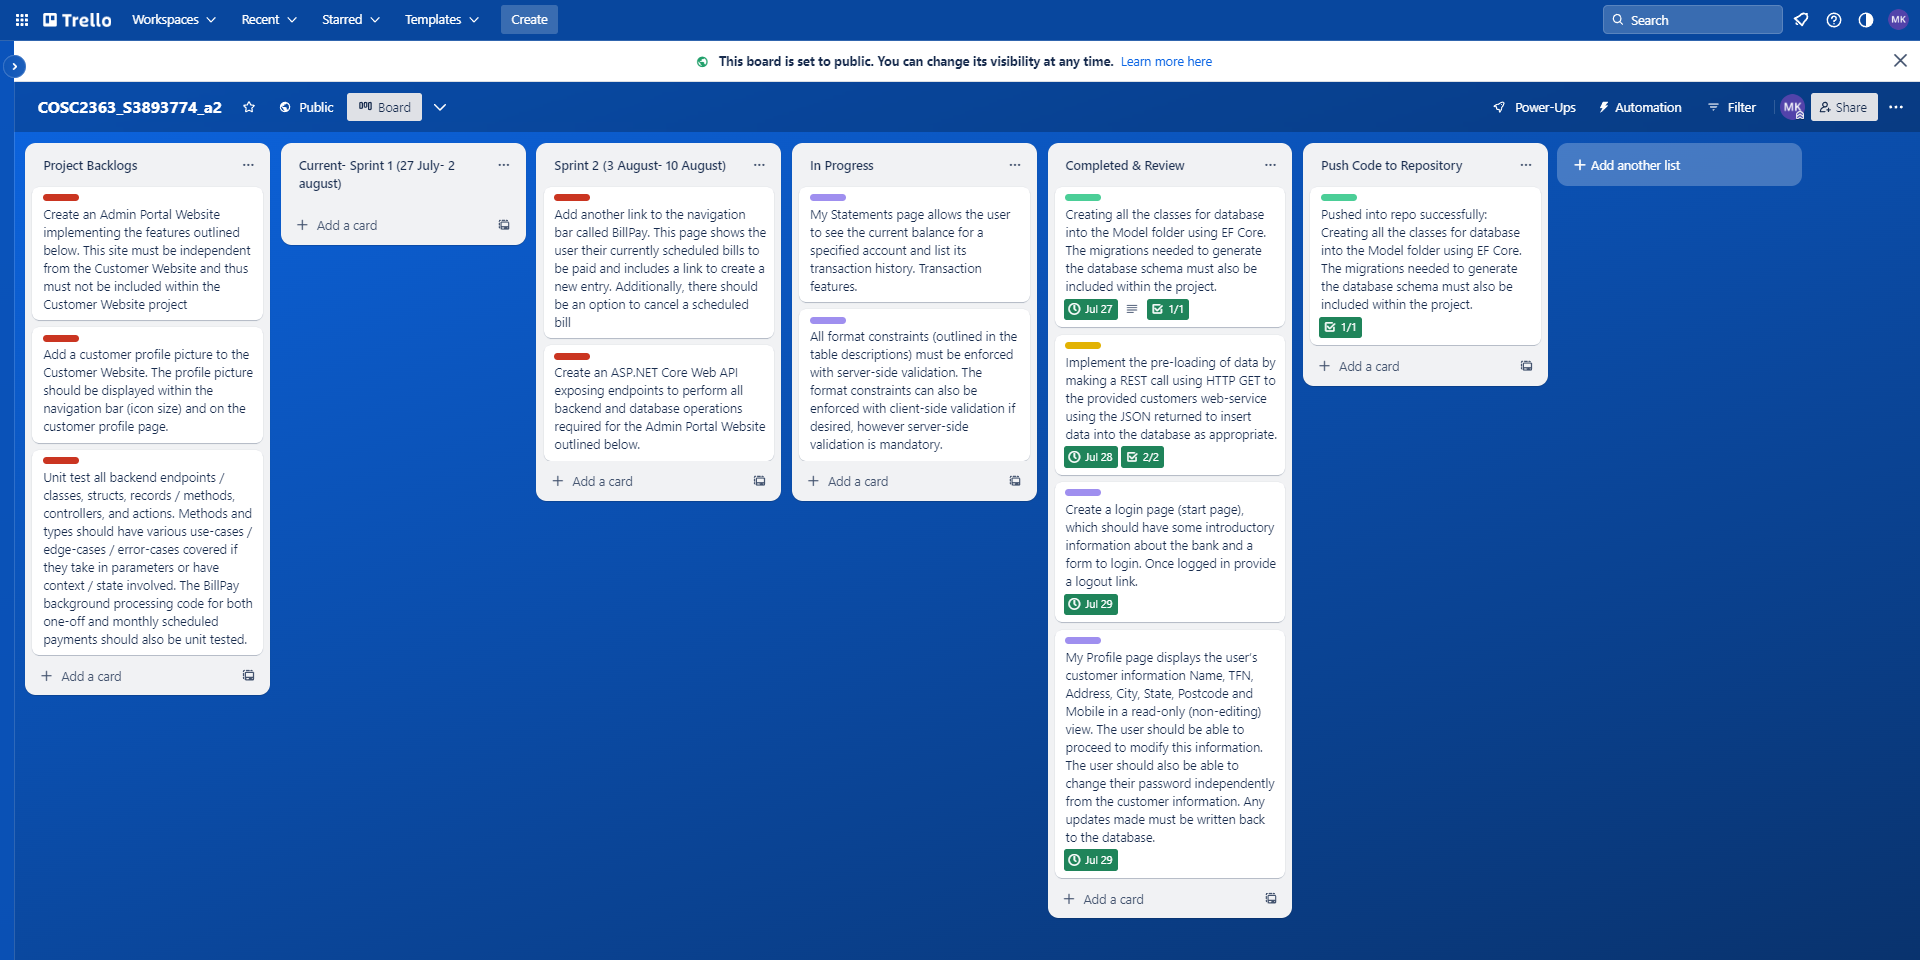 Trello
Workspaces
Recent
Starred
Templates
Create
Search
MK
This board is set to public. You can change its visibility at any time. Learn more here
COSC2363_S3893774_a2
Public
Board
Power-Ups
Automation
Filter
MK
Share
Project Backlogs
Create an Admin Portal Website
implementing the features outlined
below. This site must be independent
from the Customer Website and thus
must not be included within the
Customer Website project
Add a customer profile picture to the
Customer Website. The profile picture
should be displayed within the
navigation bar (icon size) and on the
customer profile page.
Unit test all backend endpoints /
classes, structs, records / methods,
controllers, and actions. Methods and
types should have various use-cases /
edge-cases / error-cases covered if
they take in parameters or have
context / state involved. The BillPay
background processing code for both
one-off and monthly scheduled
payments should also be unit tested.
Add a card
Current- Sprint 1 (27 July- 2
august)
Add a card
Sprint 2 (3 August- 10 August)
Add another link to the navigation
bar called BillPay. This page shows the
user their currently scheduled bills to
be paid and includes a link to create a
new entry. Additionally, there should
be an option to cancel a scheduled
bill
Create an ASP.NET Core Web API
exposing endpoints to perform all
backend and database operations
required for the Admin Portal Website
outlined below.
Add a card
In Progress
My Statements page allows the user
to see the current balance for a
specified account and list its
transaction history. Transaction
features.
All format constraints (outlined in the
table descriptions) must be enforced
with server-side validation. The
format constraints can also be
enforced with client-side validation if
desired, however server-side
validation is mandatory.
Add a card
Completed & Review
Creating all the classes for database
into the Model folder using EF Core.
The migrations needed to generate
the database schema must also be
included within the project.
Jul 27
1/1
Implement the pre-loading of data by
making a REST call using HTTP GET to
the provided customers web-service
using the JSON returned to insert
data into the database as appropriate.
Jul 28
2/2
Create a login page (start page),
which should have some introductory
information about the bank and a
form to login. Once logged in provide
a logout link.
Jul 29
My Profile page displays the user's
customer information Name, TFN,
Address, City, State, Postcode and
Mobile in a read-only (non-editing)
view. The user should be able to
proceed to modify this information.
The user should also be able to
change their password independently
from the customer information. Any
updates made must be written back
to the database.
Jul 29
Add a card
Push Code to Repository
Pushed into repo successfully:
Creating all the classes for database
into the Model folder using EF Core.
The migrations needed to generate
the database schema must also be
included within the project.
1/1
Add a card
Add another list